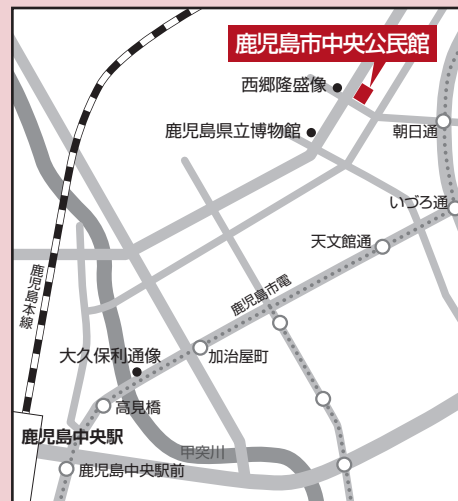 鹿児島市中央公民館
西郷隆盛像
鹿児島県立博物館
朝日通
いづろ通
天文館通
鹿児島市電
鹿児島本線
大久保利通像
加治屋町
高見橋
鹿児島中央駅
甲突川
鹿児島中央駅前